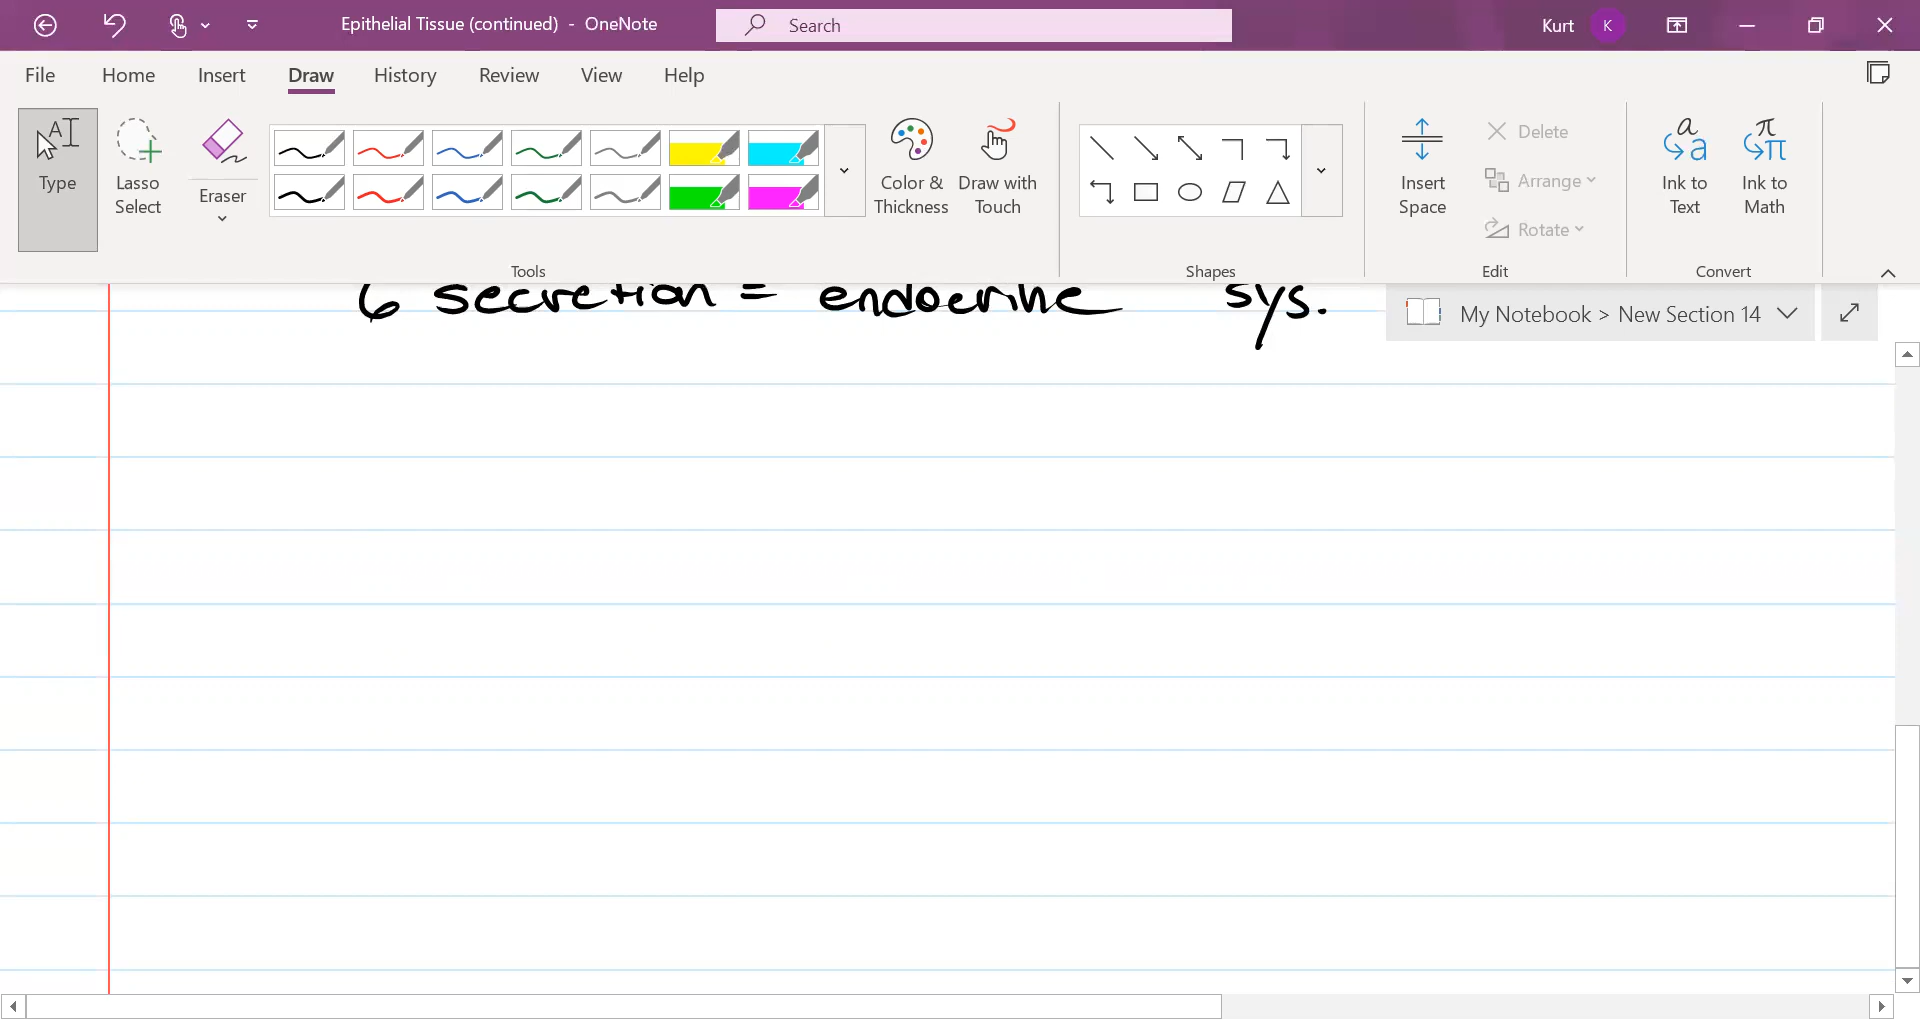 Epithelial Tissue (continued) - OneNote
Search
Kurt
K
File Home Insert Draw History Review View Help
Type
Lasso Select
Eraser
Color & Thickness
Draw with Touch
Insert Space
Delete
Arrange
Rotate
Ink to Text
Ink to Math
Tools
Shapes
Edit
Convert
6 secretion = endocrine sys.
My Notebook > New Section 14